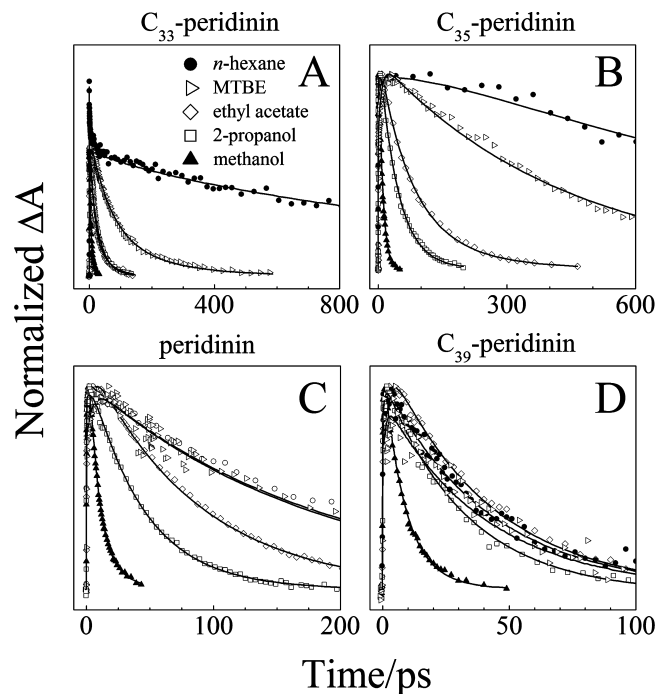 C₃₃-peridinin
C₃₅-peridinin
n-hexane
MTBE
ethyl acetate
2-propanol
methanol
A
B
0 400 800
0 300 600
peridinin
C₃₉-peridinin
C
D
0 100 200
0 50 100
Normalized ΔA
Time/ps